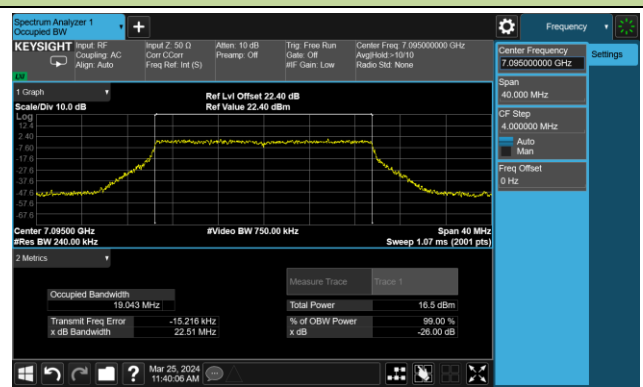 Spectrum Analyzer 1
Occupied BW
Frequency
KEYSIGHT
Input: RF
Coupling: AC
Align: Auto
Input Z: 50 Ω
Corr CCorr
Freq Ref: Int (S)
Atten: 10 dB
Preamp: Off
Trig: Free Run
Gate: Off
#IF Gain: Low
Center Freq: 7.095000000 GHz
Avg|Hold:>10/10
Radio Std: None
LW
Center Frequency
7.095000000 GHz
Settings
Span
40.000 MHz
CF Step
4.000000 MHz
Auto
Man
Freq Offset
0 Hz
1 Graph
Scale/Div 10.0 dB
Ref Lvl Offset 22.40 dB
Ref Value 22.40 dBm
Log
12.4
2.40
-7.60
-17.6
-27.6
-37.6
-47.6
-57.6
-67.6
Center 7.09500 GHz
#Res BW 240.00 kHz
#Video BW 750.00 kHz
Span 40 MHz
Sweep 1.07 ms (2001 pts)
2 Metrics
Measure Trace
Trace 1
Occupied Bandwidth
19.043 MHz
Total Power
16.5 dBm
Transmit Freq Error
-15.216 kHz
% of OBW Power
99.00 %
x dB Bandwidth
22.51 MHz
x dB
-26.00 dB
Mar 25, 2024
11:40:06 AM